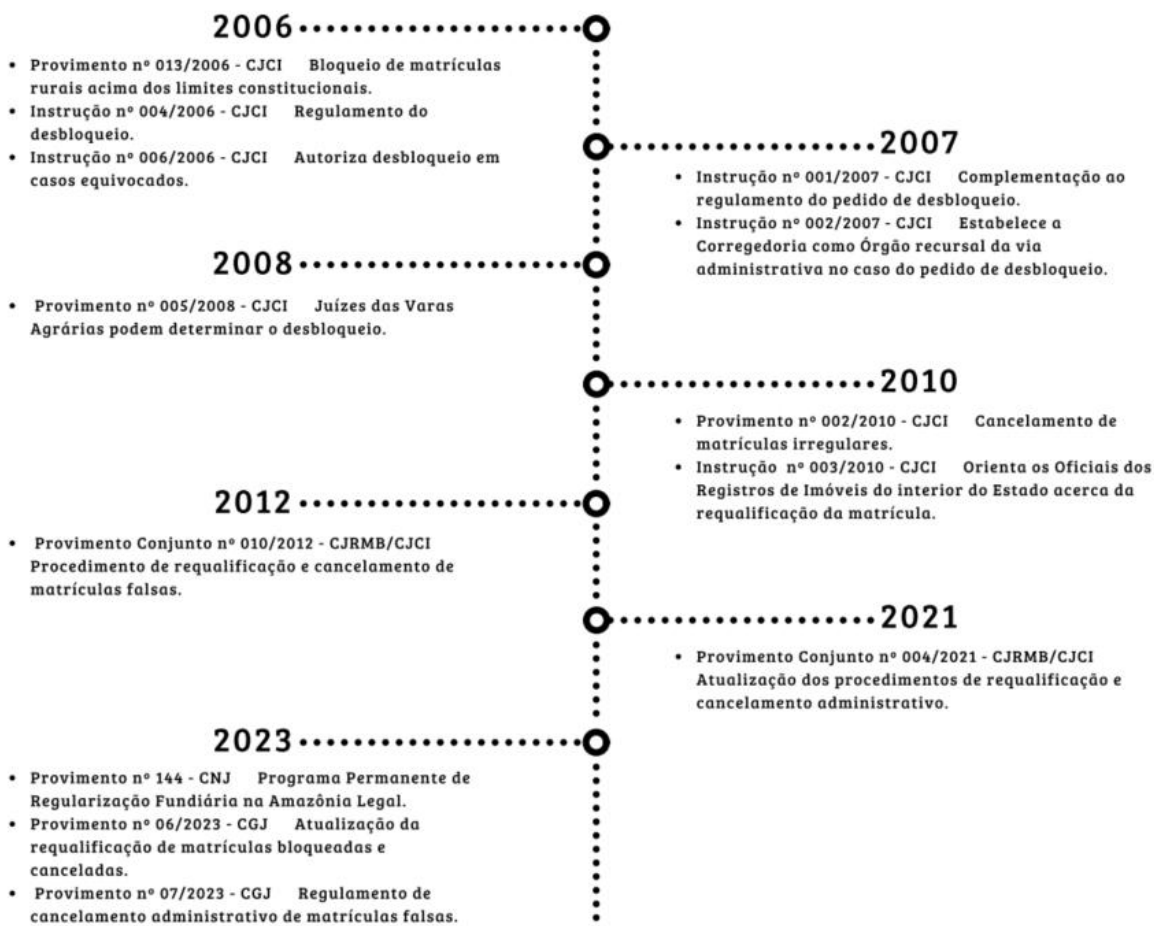 2006
• Provimento nº 013/2006 - CJCI Bloqueio de matrículas
rurais acima dos limites constitucionais.
• Instrução nº 004/2006 - CJCI Regulamento do
desbloqueio.
• Instrução nº 006/2006 - CJCI Autoriza desbloqueio em
casos equivocados.
2007
• Instrução nº 001/2007 - CJCI Complementação ao
regulamento do pedido de desbloqueio.
• Instrução nº 002/2007 - CJCI Estabelece a
Corregedoria como Órgão recursal da via
administrativa no caso do pedido de desbloqueio.
2008
• Provimento nº 005/2008 - CJCI Juízes das Varas
Agrárias podem determinar o desbloqueio.
2010
• Provimento nº 002/2010 - CJCI Cancelamento de
matrículas irregulares.
• Instrução nº 003/2010 - CJCI Orienta os Oficiais dos
Registros de Imóveis do interior do Estado acerca da
requalificação da matrícula.
2012
• Provimento Conjunto nº 010/2012 - CJRMB/CJCI
Procedimento de requalificação e cancelamento de
matrículas falsas.
2021
• Provimento Conjunto nº 004/2021 - CJRMB/CJCI
Atualização dos procedimentos de requalificação e
cancelamento administrativo.
2023
• Provimento nº 144 - CNJ Programa Permanente de
Regularização Fundiária na Amazônia Legal.
• Provimento nº 06/2023 - CGJ Atualização da
requalificação de matrículas bloqueadas e
canceladas.
• Provimento nº 07/2023 - CGJ Regulamento de
cancelamento administrativo de matrículas falsas.